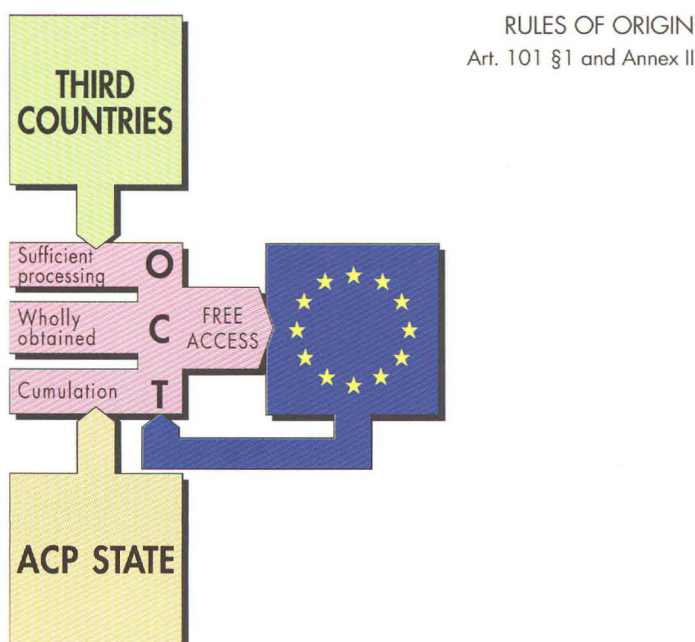 RULES OF ORIGIN
Art. 101 §1 and Annex II
THIRD
COUNTRIES
Sufficient
processing
O
Wholly
obtained
C
FREE
ACCESS
Cumulation
T
ACP STATE